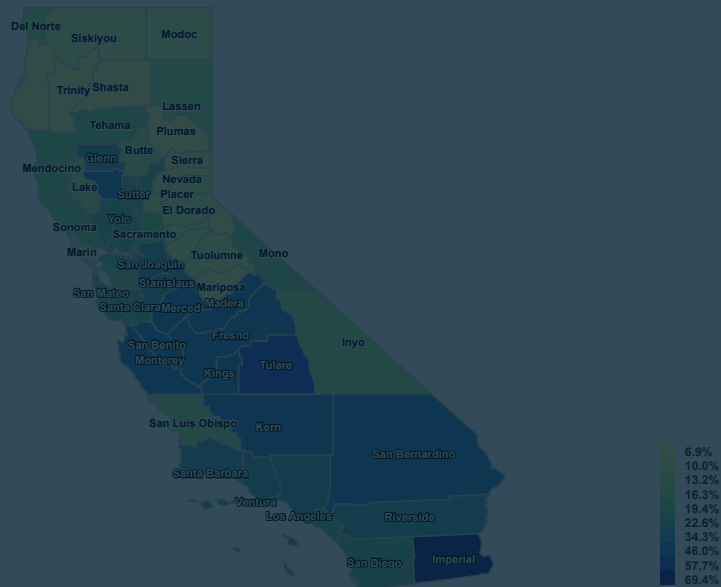 Del Norte
Siskiyou
Modoc
Trinity
Shasta
Lassen
Tehama
Plumas
Butte
Glenn
Sierra
Mendocino
Nevada
Lake
Sutter
Placer
El Dorado
Yolo
Sonoma
Sacramento
Marin
Tuolumne
Mono
San Joaquin
Stanislaus
Mariposa
San Mateo
Santa Clara
Merced
Madera
Fresno
Inyo
San Benito
Monterey
Kings
Tulare
San Luis Obispo
Kern
San Bernardino
Santa Barbara
Ventura
Los Angeles
Riverside
San Diego
Imperial
6.9%
10.0%
13.2%
16.3%
19.4%
22.6%
34.3%
46.0%
57.7%
69.4%